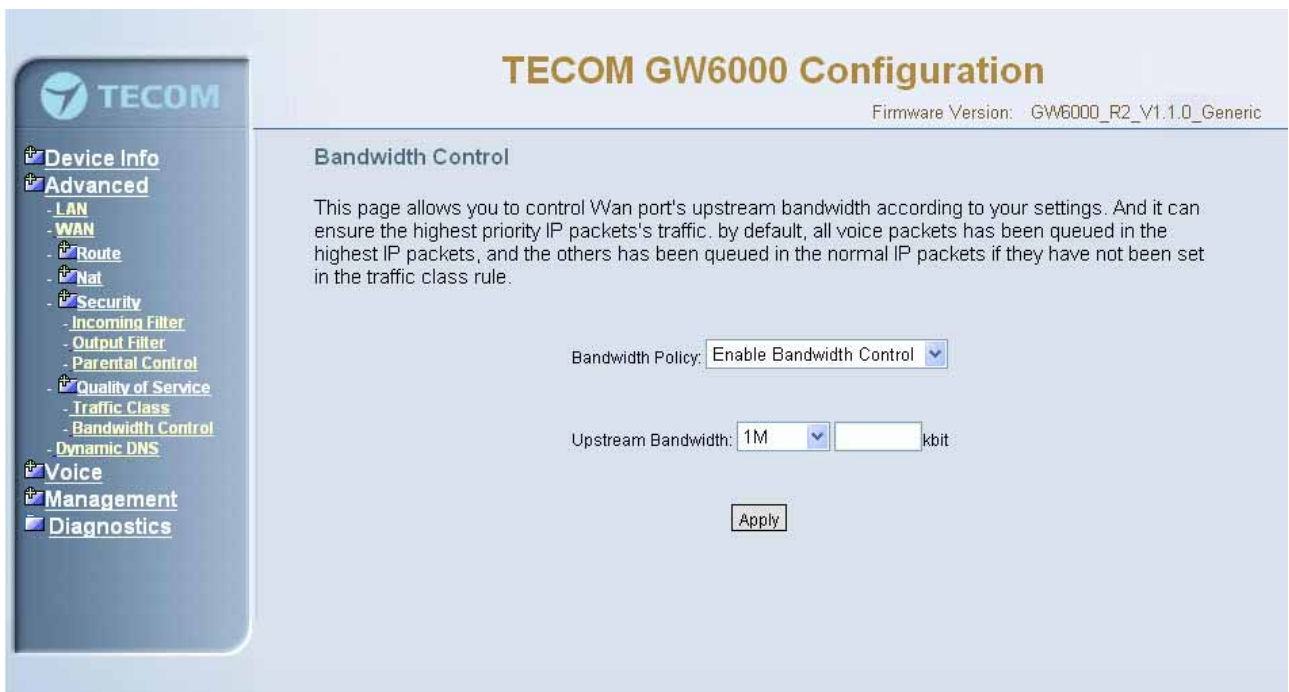 TECOM
TECOM GW6000 Configuration
Firmware Version: GW6000_R2_V1.1.0_Generic
Device Info
Advanced
- LAN
- WAN
- Route
- Nat
- Security
- Incoming Filter
- Output Filter
- Parental Control
- Quality of Service
- Traffic Class
- Bandwidth Control
- Dynamic DNS
Voice
Management
Diagnostics
Bandwidth Control
This page allows you to control Wan port's upstream bandwidth according to your settings. And it can
ensure the highest priority IP packets's traffic. by default, all voice packets has been queued in the
highest IP packets, and the others has been queued in the normal IP packets if they have not been set
in the traffic class rule.
Bandwidth Policy: Enable Bandwidth Control
Upstream Bandwidth: 1M kbit
Apply